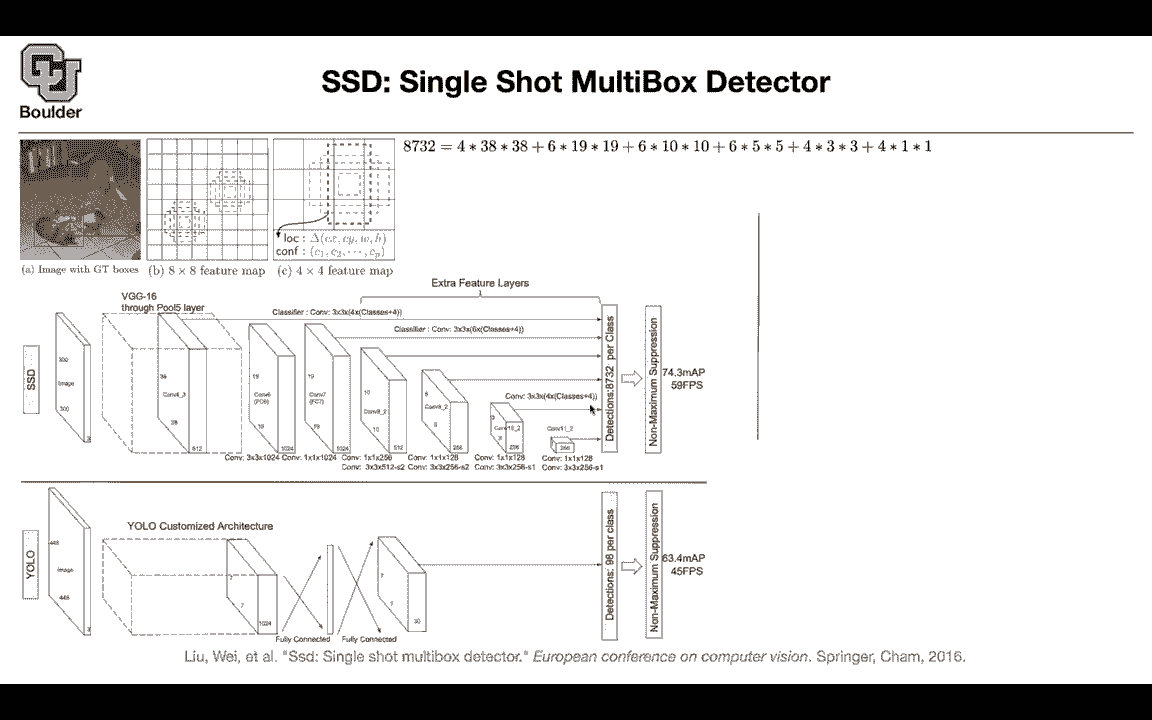 Boulder
SSD: Single Shot MultiBox Detector
8732 = 4 * 38 * 38 + 6 * 19 * 19 + 6 * 10 * 10 + 6 * 5 * 5 + 4 * 3 * 3 + 4 * 1 * 1
loc : Δ(cx, cy, w, h)
conf : (c1, c2, ⋯, cp)
(a) Image with GT boxes (b) 8 × 8 feature map (c) 4 × 4 feature map
Extra Feature Layers
VGG-16
through Pool5 layer
Classifier : Conv: 3x3x(4x(Classes+4))
Classifier : Conv: 3x3x(6x(Classes+4))
Conv: 3x3x(4x(Classes+4))
SSD
300
Image
300
3
38
Conv4_3
38
512
19
Conv6
(FC6)
19
1024
19
Conv7
(FC7)
19
1024
10
Conv8_2
10
512
5
Conv9_2
5
256
3
Conv10_2
3
256
Conv11_2
256
Detections:8732 per Class
Non-Maximum Suppression
74.3mAP
59FPS
Conv: 3x3x1024 Conv: 1x1x1024 Conv: 1x1x256 Conv: 1x1x128 Conv: 1x1x128 Conv: 1x1x128
Conv: 3x3x512-s2 Conv: 3x3x256-s2 Conv: 3x3x256-s1 Conv: 3x3x256-s1
YOLO
448
Image
448
3
YOLO Customized Architecture
7
7
1024
Fully Connected Fully Connected
7
7
30
Detections: 98 per class
Non-Maximum Suppression
63.4mAP
45FPS
Liu, Wei, et al. "Ssd: Single shot multibox detector." European conference on computer vision. Springer, Cham, 2016.